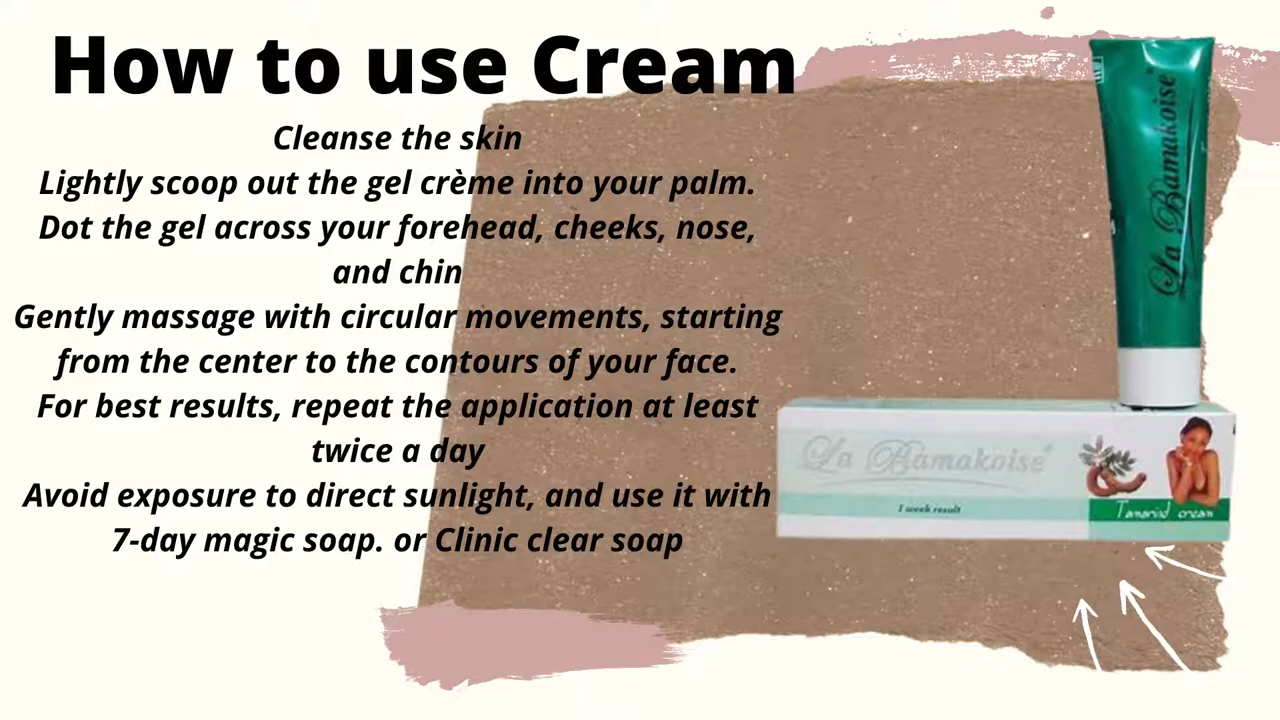 How to use Cream
Cleanse the skin
Lightly scoop out the gel crème into your palm.
Dot the gel across your forehead, cheeks, nose,
and chin
Gently massage with circular movements, starting
from the center to the contours of your face.
For best results, repeat the application at least
twice a day
Avoid exposure to direct sunlight, and use it with
7-day magic soap. or Clinic clear soap
La Bamakoise
La Bamakoise
1 week result
Tamarind cream